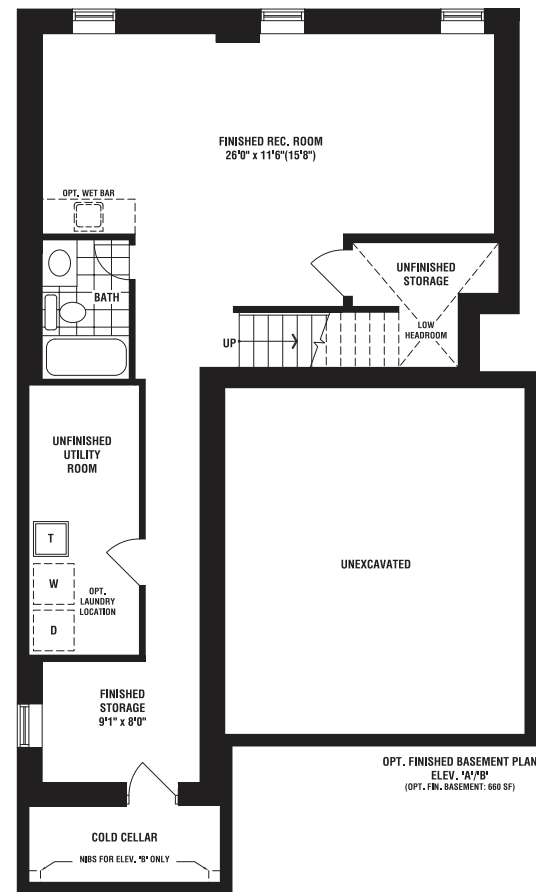 FINISHED REC. ROOM
26'0" x 11'6"(15'8")
OPT. WET BAR
BATH
UNFINISHED
STORAGE
LOW
HEADROOM
UP
UNFINISHED
UTILITY
ROOM
T
W
OPT.
LAUNDRY
LOCATION
D
UNEXCAVATED
FINISHED
STORAGE
9'1" x 8'0"
OPT. FINISHED BASEMENT PLAN
ELEV. 'A'/'B'
(OPT. FIN. BASEMENT: 660 SF)
COLD CELLAR
NIBS FOR ELEV. 'B' ONLY